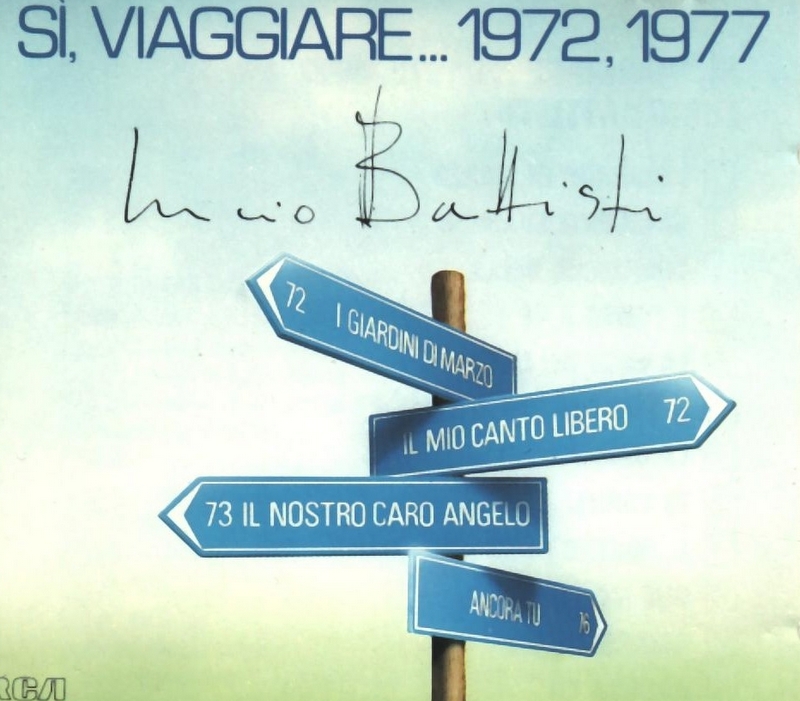 SÌ, VIAGGIARE... 1972, 1977
Lucio Battisti
72 I GIARDINI DI MARZO
IL MIO CANTO LIBERO 72
73 IL NOSTRO CARO ANGELO
ANCORA TU 76
RCA